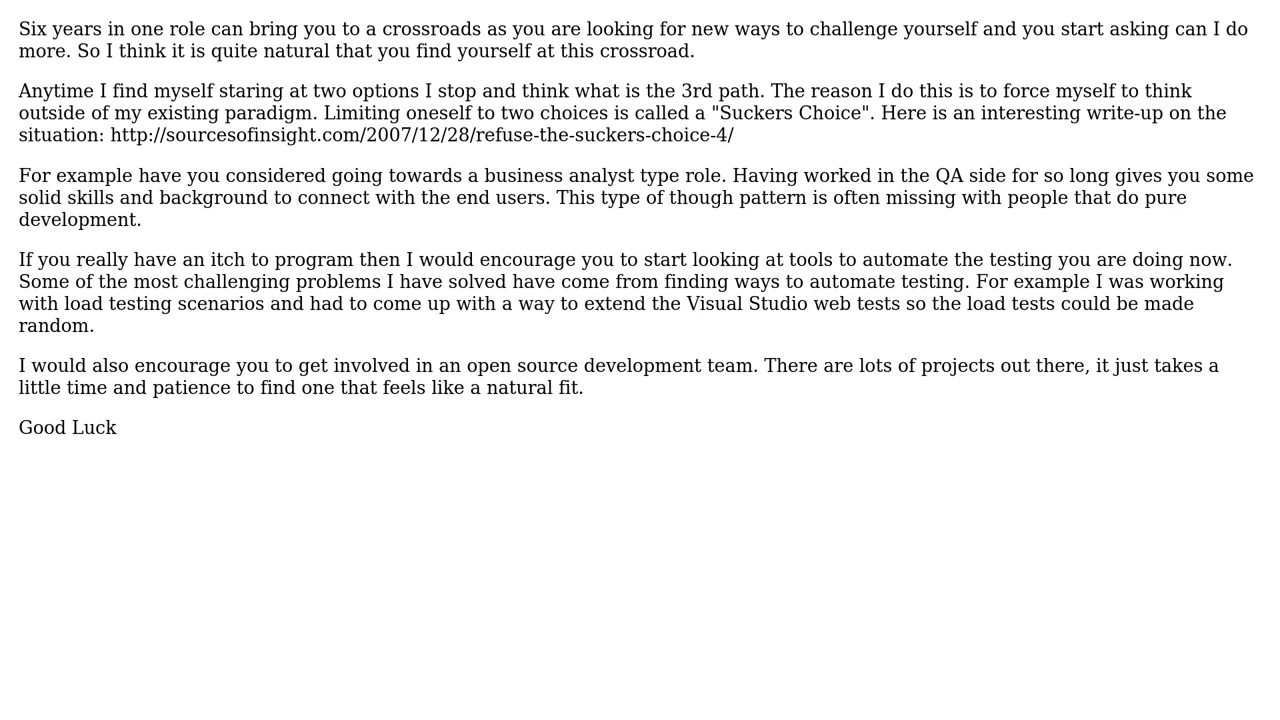 Six years in one role can bring you to a crossroads as you are looking for new ways to challenge yourself and you start asking can I do
more. So I think it is quite natural that you find yourself at this crossroad.
Anytime I find myself staring at two options I stop and think what is the 3rd path. The reason I do this is to force myself to think
outside of my existing paradigm. Limiting oneself to two choices is called a "Suckers Choice". Here is an interesting write-up on the
situation: http://sourcesofinsight.com/2007/12/28/refuse-the-suckers-choice-4/
For example have you considered going towards a business analyst type role. Having worked in the QA side for so long gives you some
solid skills and background to connect with the end users. This type of though pattern is often missing with people that do pure
development.
If you really have an itch to program then I would encourage you to start looking at tools to automate the testing you are doing now.
Some of the most challenging problems I have solved have come from finding ways to automate testing. For example I was working
with load testing scenarios and had to come up with a way to extend the Visual Studio web tests so the load tests could be made
random.
I would also encourage you to get involved in an open source development team. There are lots of projects out there, it just takes a
little time and patience to find one that feels like a natural fit.
Good Luck